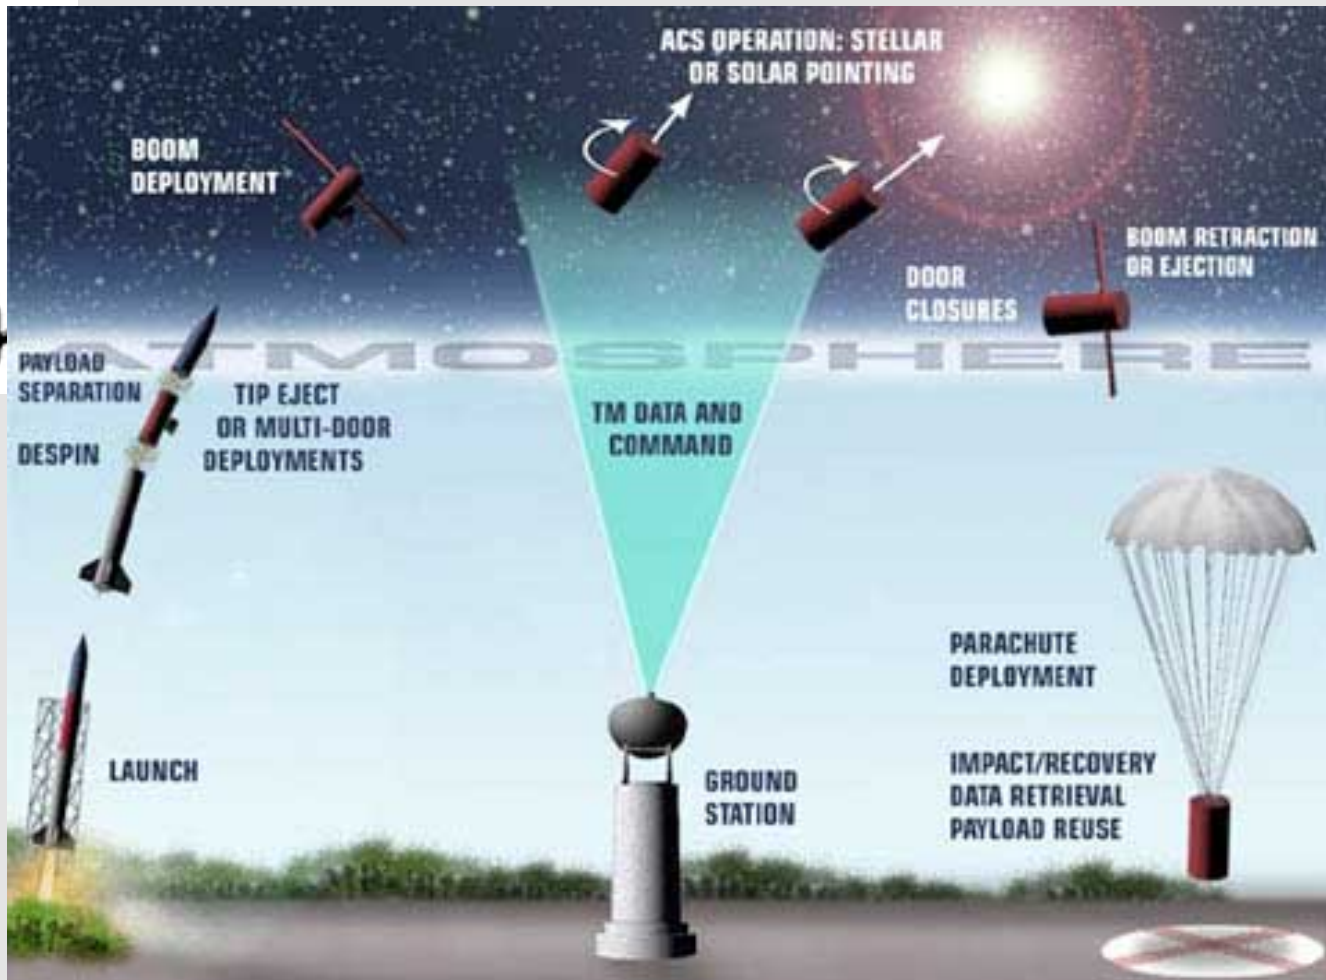 ACS OPERATION: STELLAR
OR SOLAR POINTING
BOOM
DEPLOYMENT
BOOM RETRACTION
OR EJECTION
DOOR
CLOSURES
ATMOSPHERE
PAYLOAD
SEPARATION
TIP EJECT
OR MULTI-DOOR
DEPLOYMENTS
DESPIN
TM DATA AND
COMMAND
PARACHUTE
DEPLOYMENT
LAUNCH
GROUND
STATION
IMPACT/RECOVERY
DATA RETRIEVAL
PAYLOAD REUSE